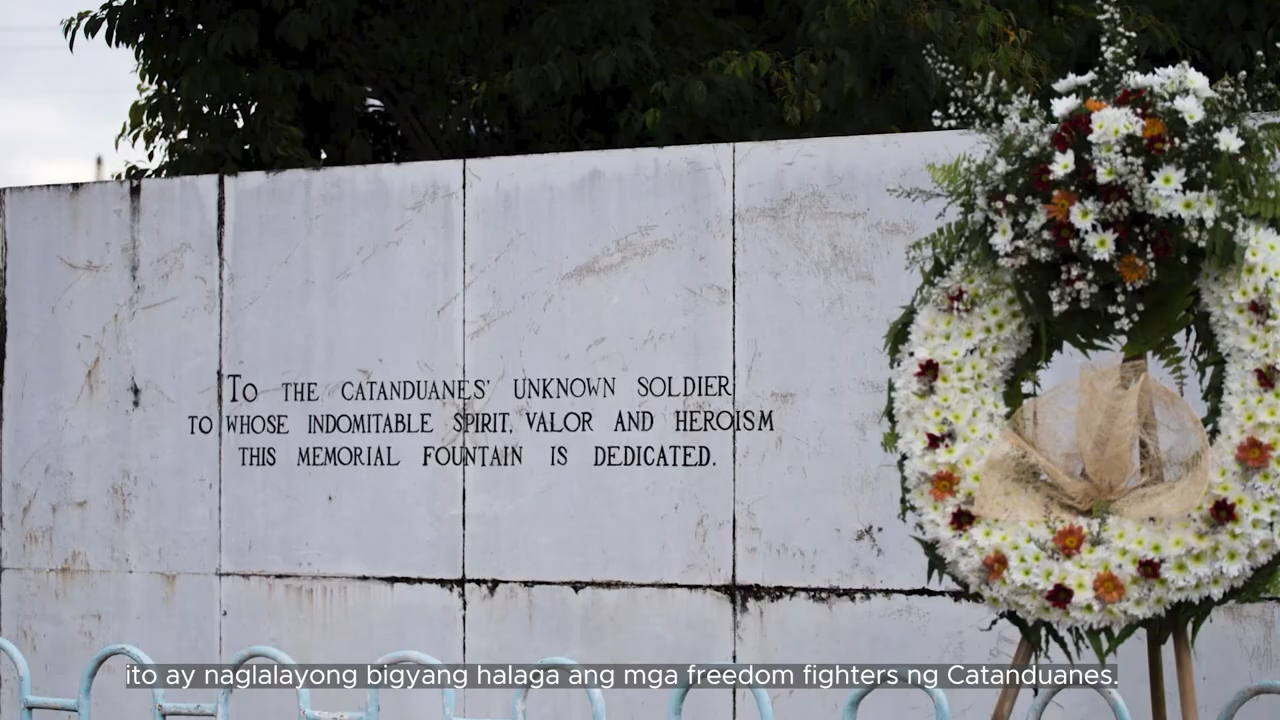 To the Catanduanes' Unknown Soldier
to whose indomitable spirit, valor and heroism
this memorial fountain is dedicated.
ito ay naglalayong bigyang halaga ang mga freedom fighters ng Catanduanes.